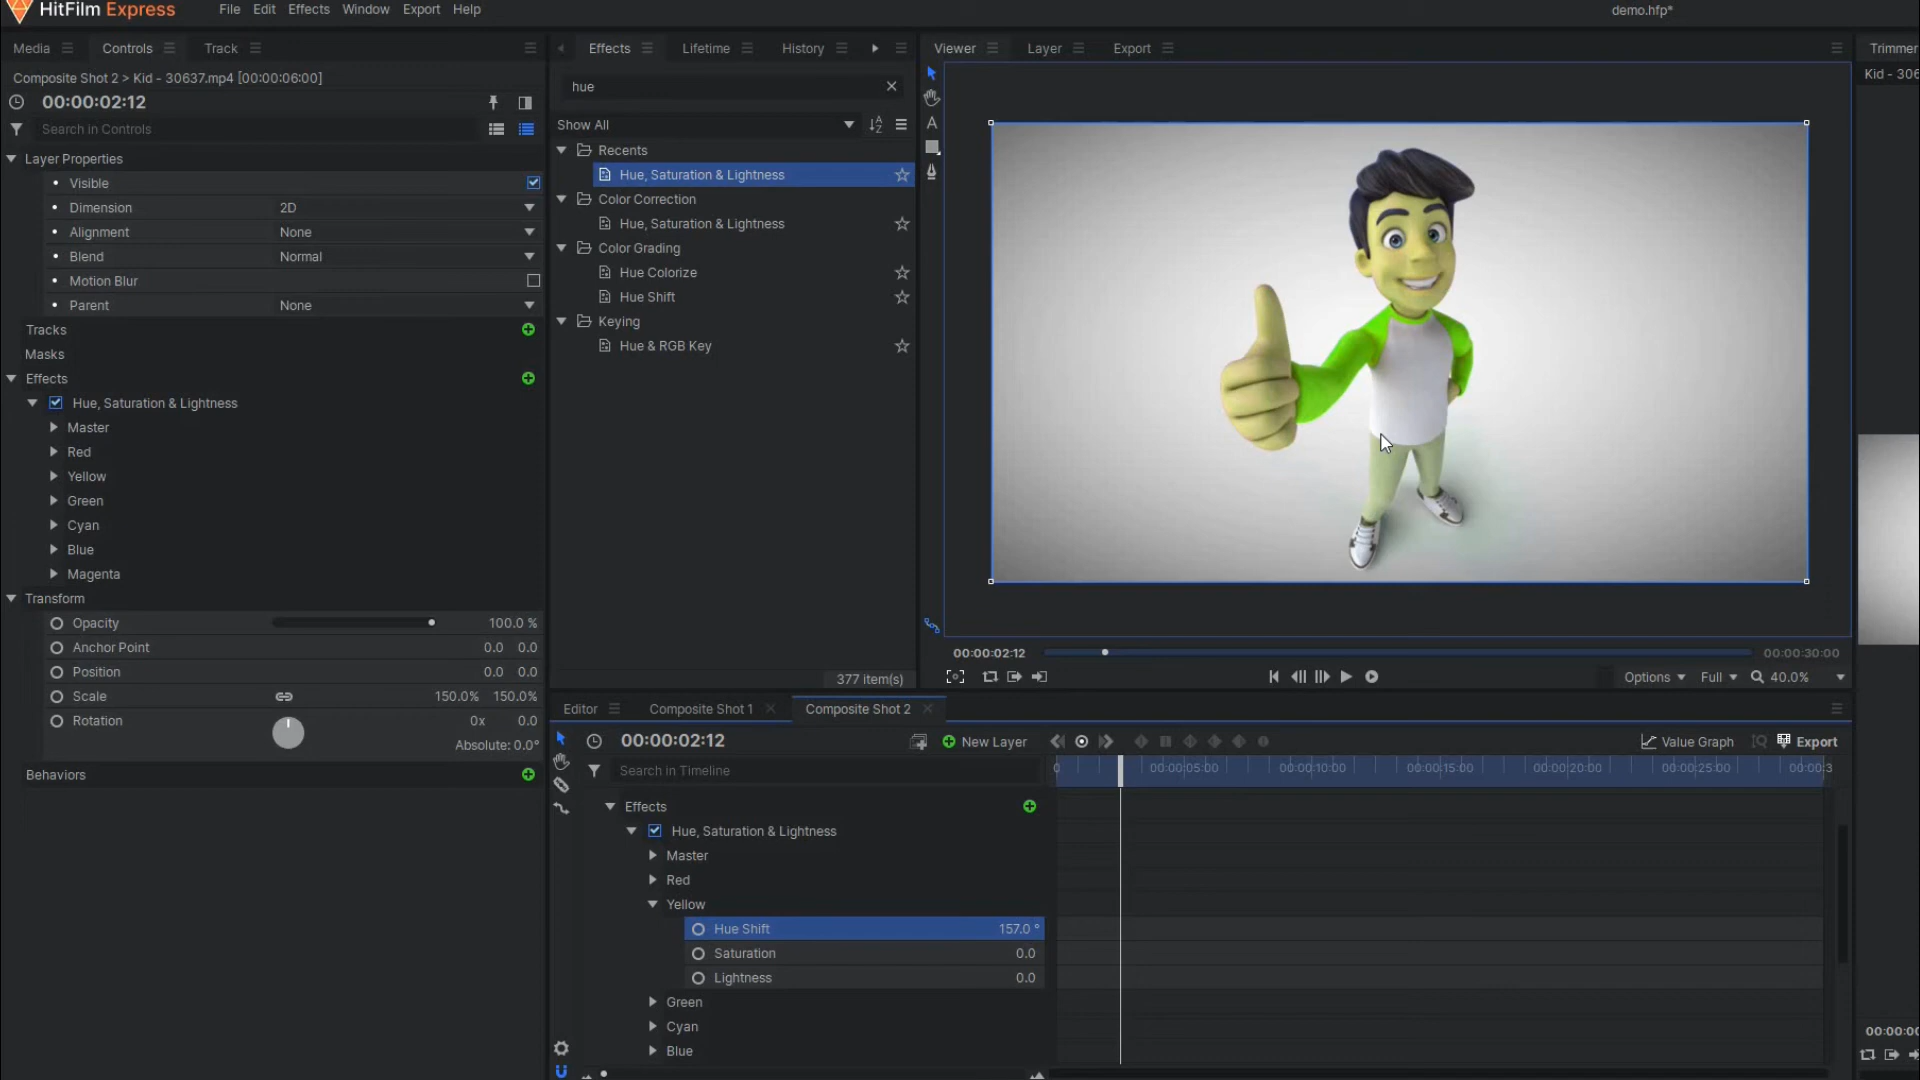 HitFilm Express
File Edit Effects Window Export Help
demo.hfp*
Media Controls Track
Composite Shot 2 > Kid - 30637.mp4 [00:00:06:00]
00:00:02:12
Search in Controls
Layer Properties
Visible
Dimension 2D
Alignment None
Blend Normal
Motion Blur
Parent None
Tracks
Masks
Effects
Hue, Saturation & Lightness
Master
Red
Yellow
Green
Cyan
Blue
Magenta
Transform
Opacity 100.0 %
Anchor Point 0.0 0.0
Position 0.0 0.0
Scale 150.0% 150.0%
Rotation 0x 0.0
Absolute: 0.0°
Behaviors
Effects Lifetime History
hue
Show All
Recents
Hue, Saturation & Lightness
Color Correction
Hue, Saturation & Lightness
Color Grading
Hue Colorize
Hue Shift
Keying
Hue & RGB Key
377 item(s)
Viewer Layer Export
00:00:02:12 00:00:30:00
Options Full 40.0%
Trimmer
Kid - 306
Editor Composite Shot 1 Composite Shot 2
00:00:02:12 New Layer Value Graph Export
Search in Timeline
0 00:00:05:00 00:00:10:00 00:00:15:00 00:00:20:00 00:00:25:00 00:00:3
Effects
Hue, Saturation & Lightness
Master
Red
Yellow
Hue Shift 157.0 °
Saturation 0.0
Lightness 0.0
Green
Cyan
Blue
00:00:00